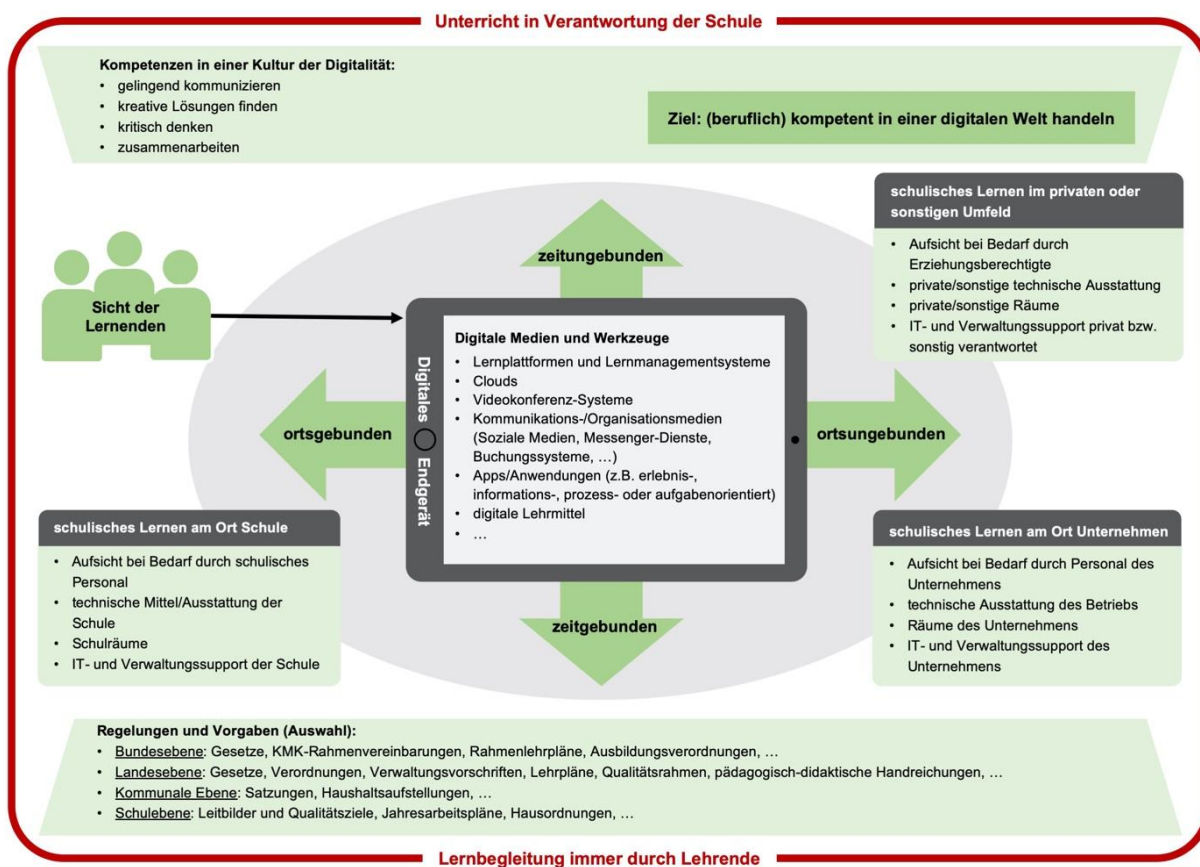 Unterricht in Verantwortung der Schule
Kompetenzen in einer Kultur der Digitalität:
• gelingend kommunizieren
• kreative Lösungen finden
• kritisch denken
• zusammenarbeiten
Ziel: (beruflich) kompetent in einer digitalen Welt handeln
schulisches Lernen im privaten oder
sonstigen Umfeld
• Aufsicht bei Bedarf durch
Erziehungsberechtigte
• private/sonstige technische Ausstattung
• private/sonstige Räume
• IT- und Verwaltungssupport privat bzw.
sonstig verantwortet
zeitungebunden
Sicht der
Lernenden
Digitales Endgerät
Digitale Medien und Werkzeuge
• Lernplattformen und Lernmanagementsysteme
• Clouds
• Videokonferenz-Systeme
• Kommunikations-/Organisationsmedien
(Soziale Medien, Messenger-Dienste,
Buchungssysteme, …)
• Apps/Anwendungen (z.B. erlebnis-,
informations-, prozess- oder aufgabenorientiert)
• digitale Lehrmittel
• …
ortsgebunden
ortsungebunden
schulisches Lernen am Ort Schule
• Aufsicht bei Bedarf durch schulisches
Personal
• technische Mittel/Ausstattung der
Schule
• Schulräume
• IT- und Verwaltungssupport der Schule
schulisches Lernen am Ort Unternehmen
• Aufsicht bei Bedarf durch Personal des
Unternehmens
• technische Ausstattung des Betriebs
• Räume des Unternehmens
• IT- und Verwaltungssupport des
Unternehmens
zeitgebunden
Regelungen und Vorgaben (Auswahl):
• Bundesebene: Gesetze, KMK-Rahmenvereinbarungen, Rahmenlehrpläne, Ausbildungsverordnungen, …
• Landesebene: Gesetze, Verordnungen, Verwaltungsvorschriften, Lehrpläne, Qualitätsrahmen, pädagogisch-didaktische Handreichungen, …
• Kommunale Ebene: Satzungen, Haushaltsaufstellungen, …
• Schulebene: Leitbilder und Qualitätsziele, Jahresarbeitspläne, Hausordnungen, …
Lernbegleitung immer durch Lehrende